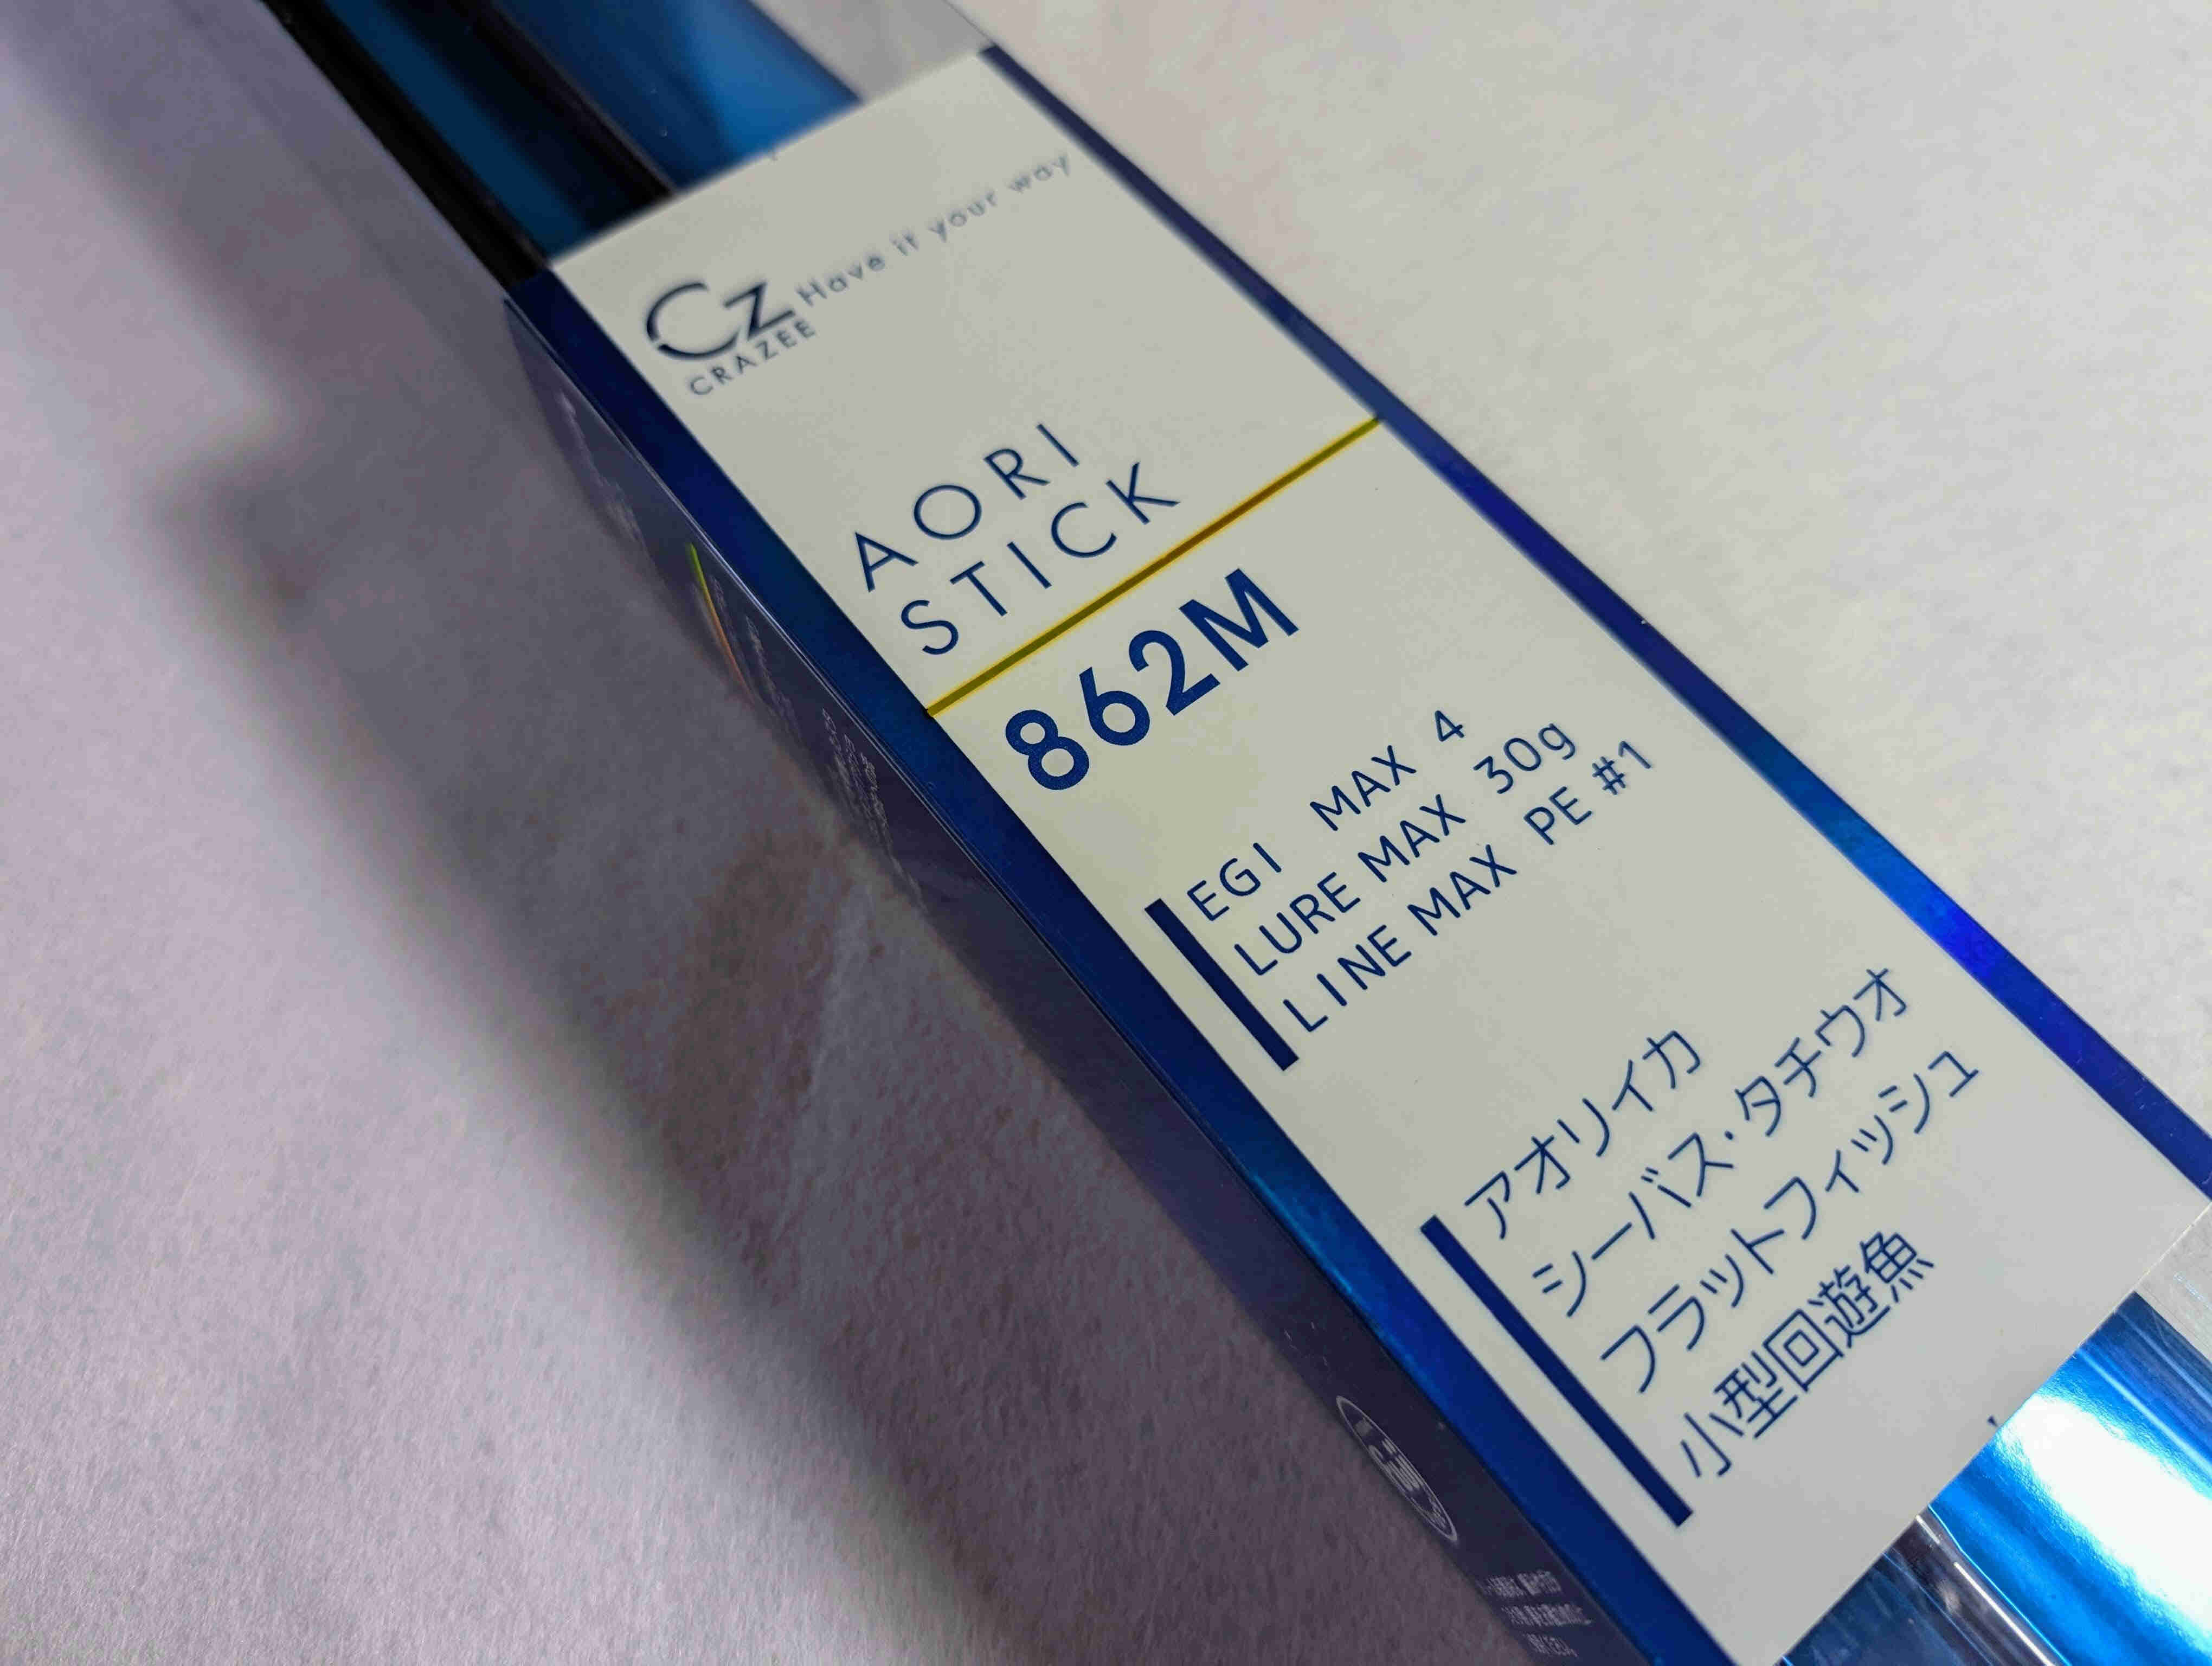 Cz Have it your way
CRAZEE
AORI
STICK
862M
EGI MAX 4
LURE MAX 30g
LINE MAX PE #1
アオリイカ
シーバス・タチウオ
フラットフィッシュ
小型回遊魚